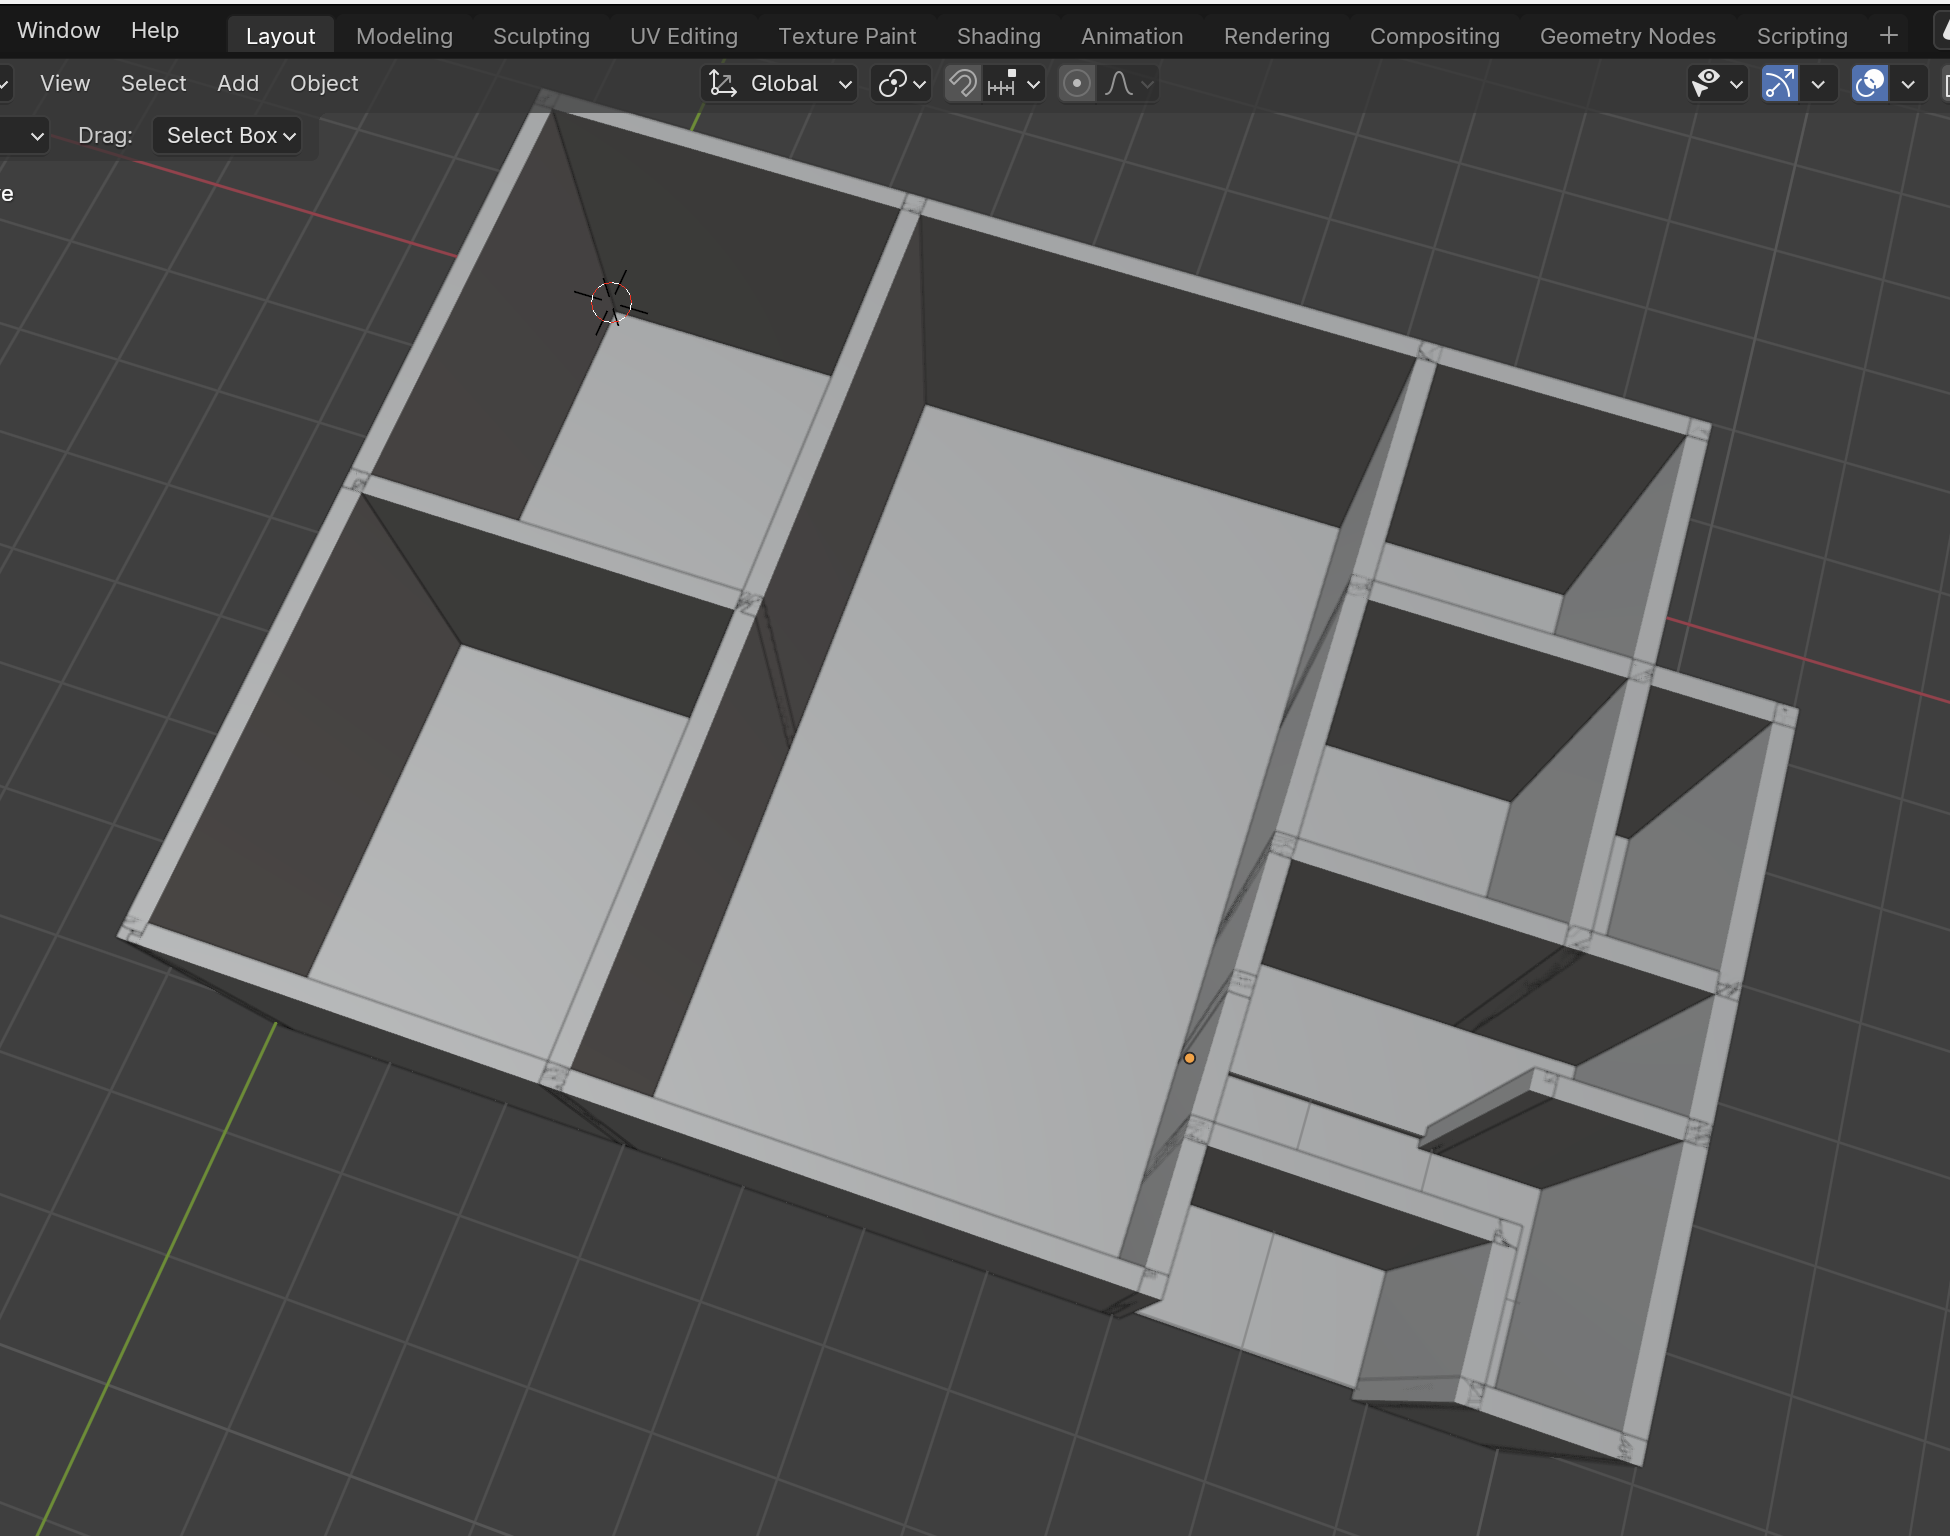 Window Help Layout Modeling Sculpting UV Editing Texture Paint Shading Animation Rendering Compositing Geometry Nodes Scripting +
View Select Add Object Global
Drag: Select Box
e